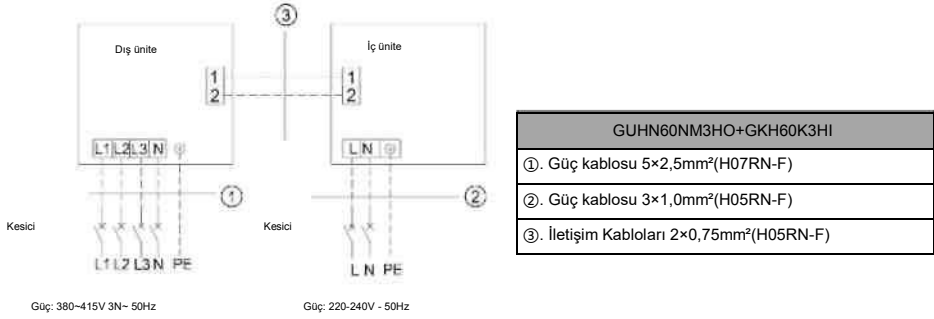 ③
Dış ünite
İç ünite
1
2
1
2
L1 L2 L3 N
L N
①
②
Kesici
Kesici
L1 L2 L3 N PE
L N PE
Güç: 380~415V 3N~ 50Hz
Güç: 220-240V - 50Hz
GUHN60NM3HO+GKH60K3HI
①. Güç kablosu 5×2,5mm²(H07RN-F)
②. Güç kablosu 3×1,0mm²(H05RN-F)
③. İletişim Kabloları 2×0,75mm²(H05RN-F)